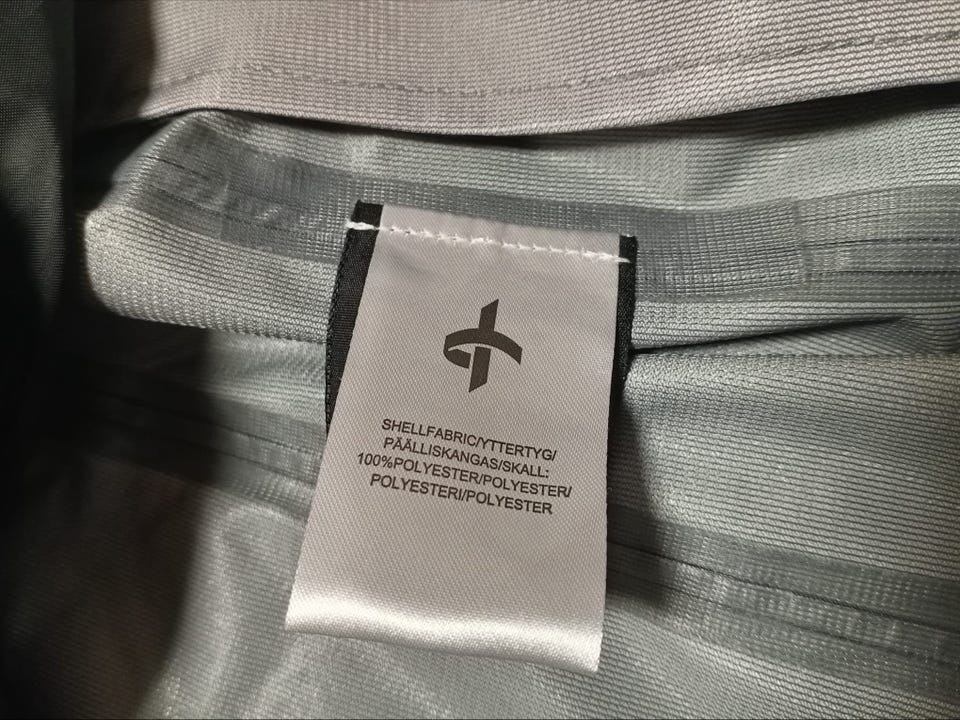 SHELLFABRIC/YTTERTYG/
PÄÄLLISKANGAS/SKALL:
100%POLYESTER/POLYESTER/
POLYESTERI/POLYESTER